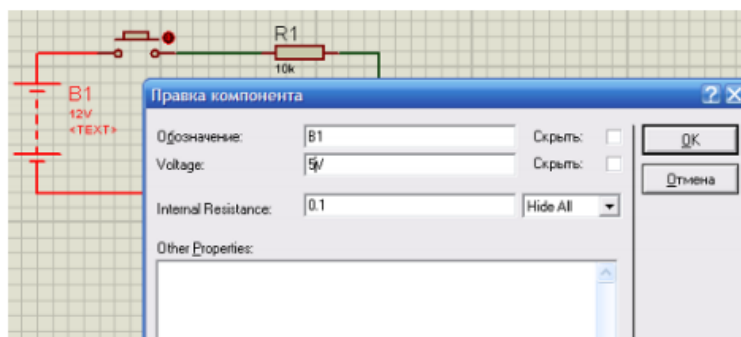 R1
10k
B1
12V
<TEXT>
Правка компонента
Обозначение:
B1
Скрыть:
OK
Voltage:
5V
Скрыть:
Отмена
Internal Resistance:
0.1
Hide All
Other Properties: